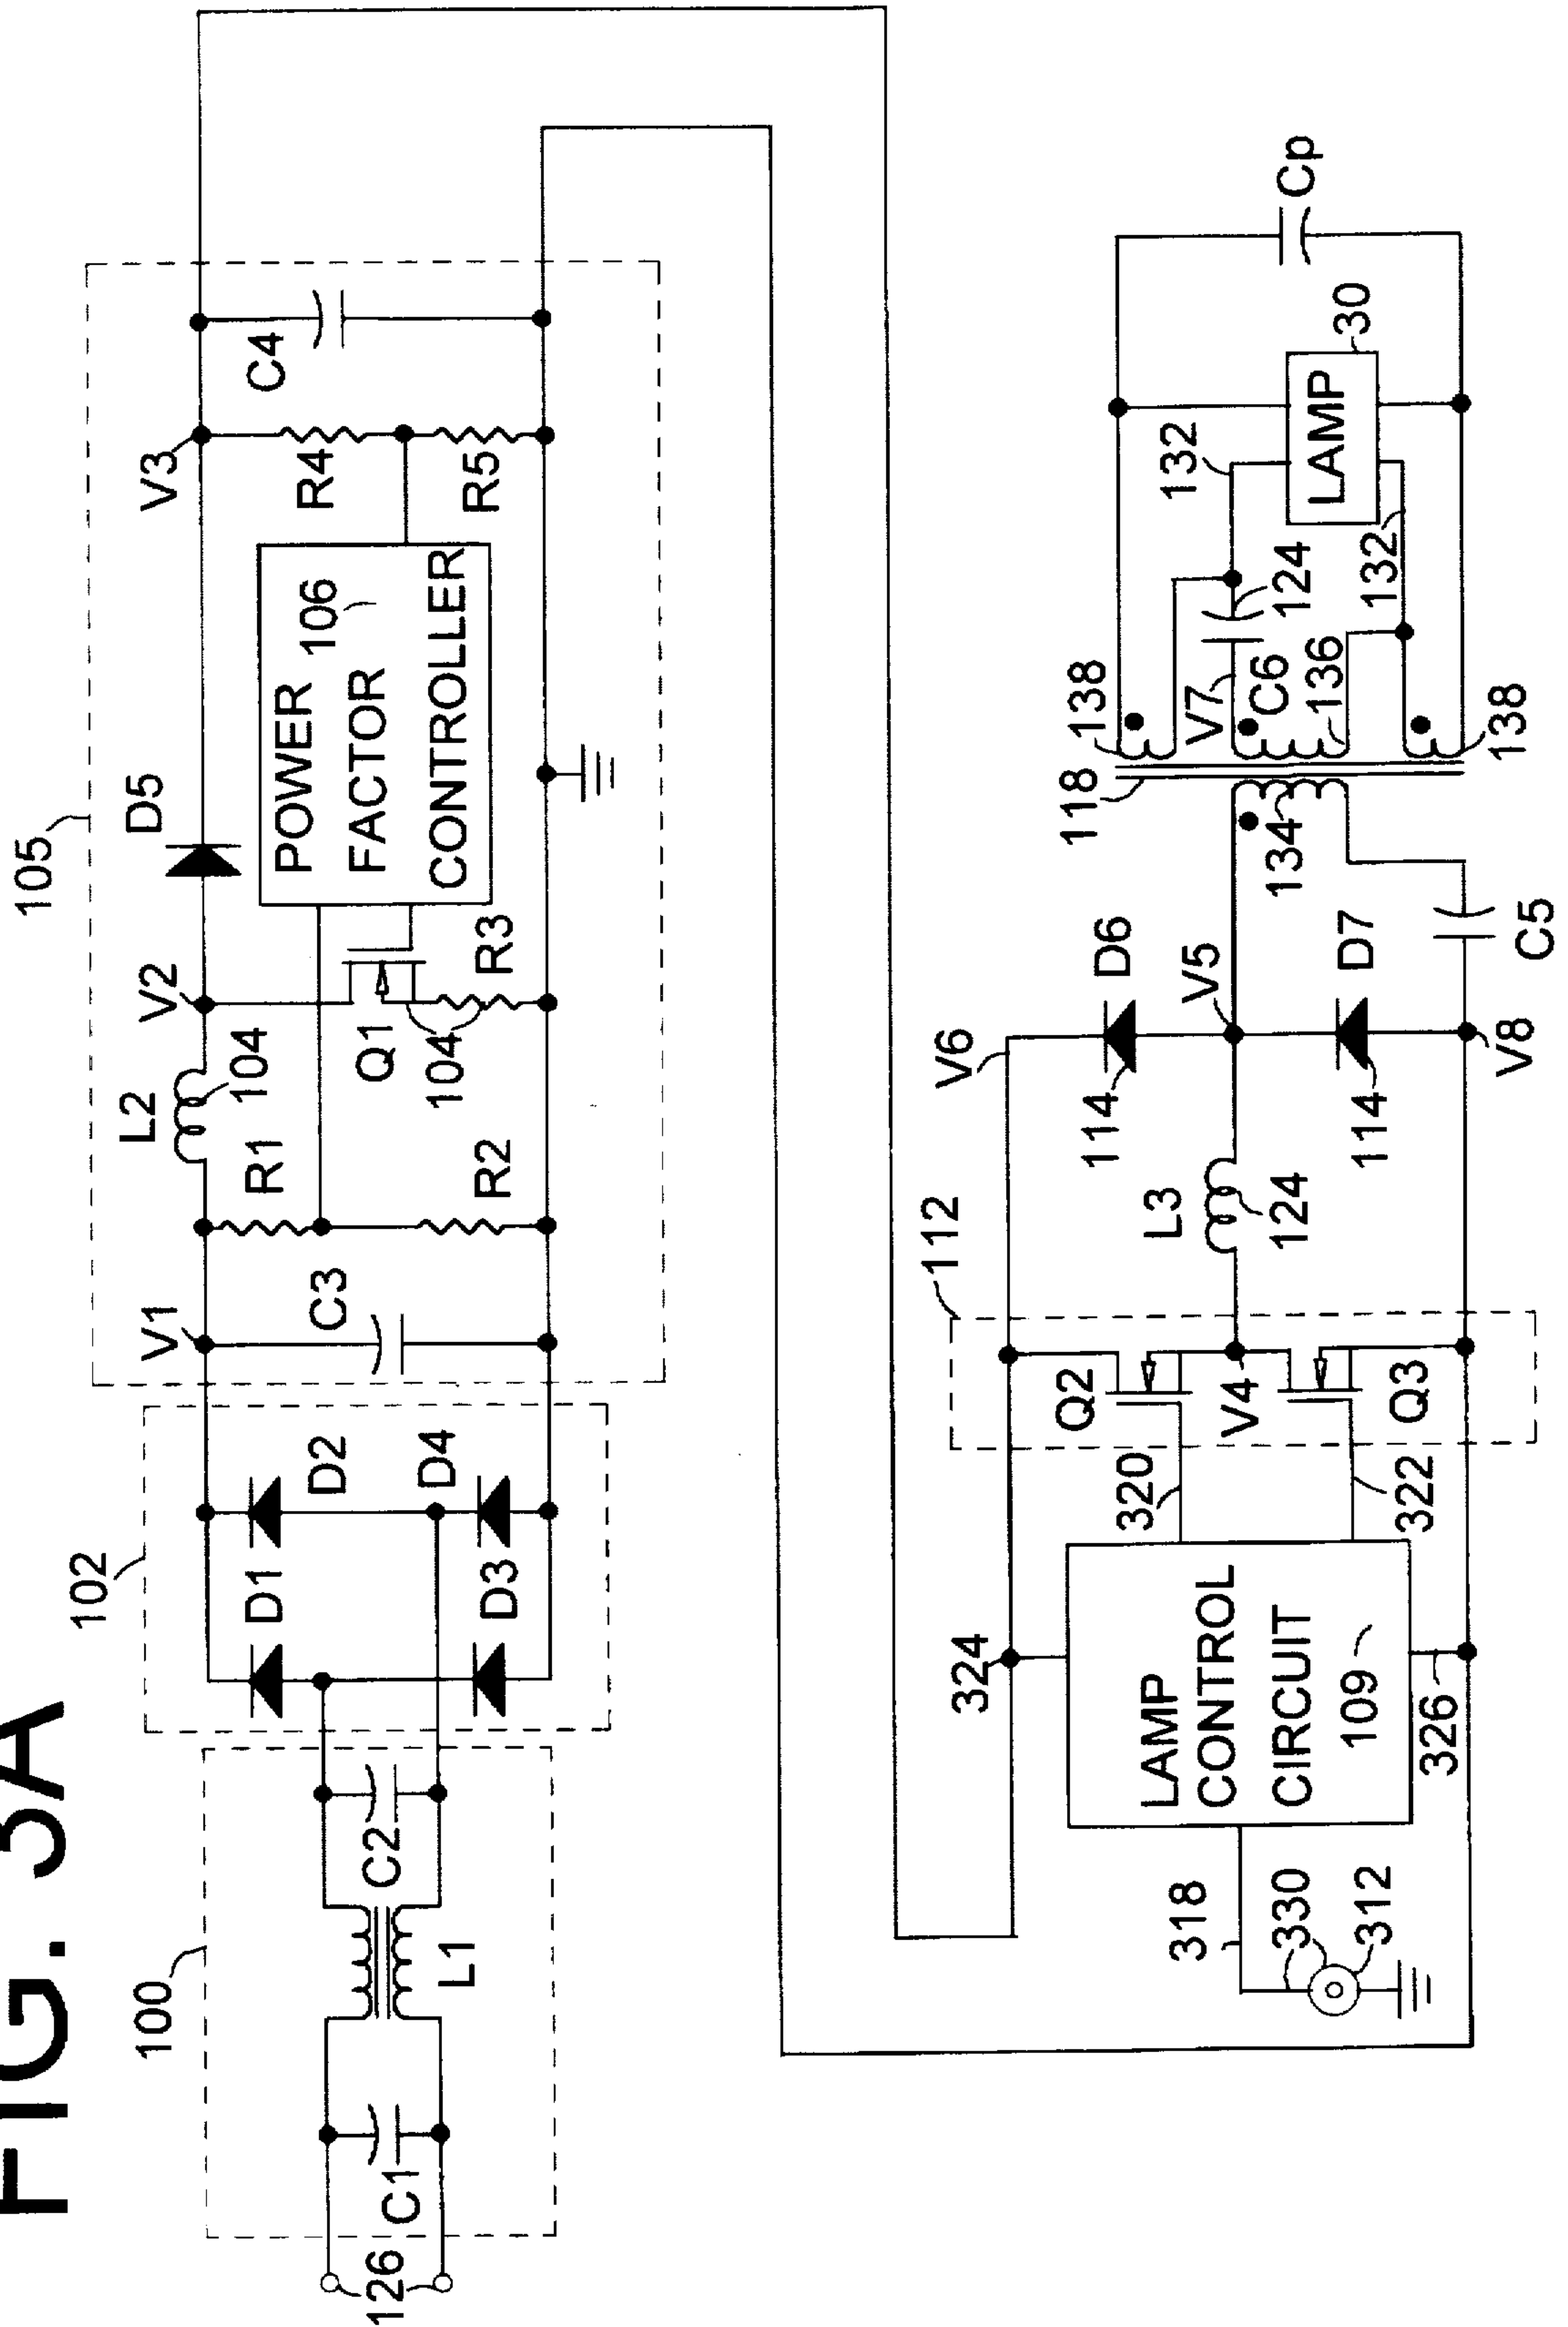 FIG. 3A
100
102
105
126
C1
L1
C2
D1
D2
D3
D4
V1
C3
R1
R2
L2
104
V2
Q1
104
R3
D5
POWER
FACTOR
CONTROLLER
106
V3
R4
R5
C4
318
330
312
LAMP
CONTROL
CIRCUIT
109
324
326
320
322
112
Q2
V4
Q3
L3
124
V6
114
D6
V5
114
D7
V8
C5
118
134
138
V7
C6
136
138
124
132
132
LAMP
30
Cp